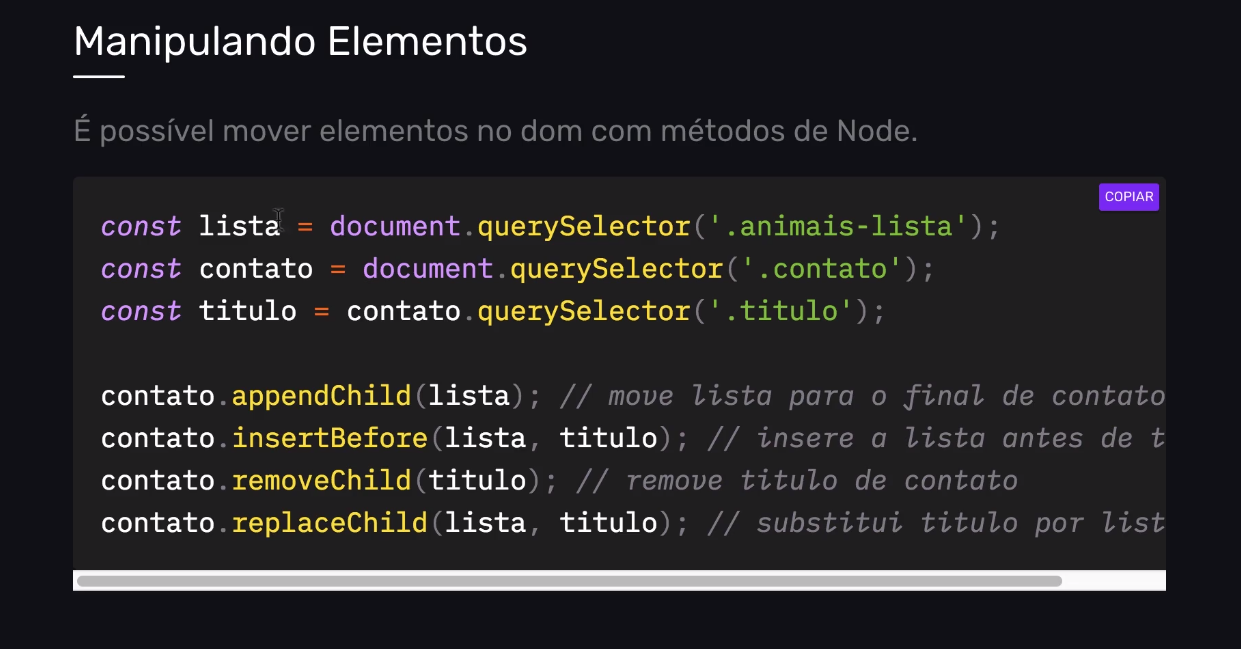 Manipulando Elementos
É possível mover elementos no dom com métodos de Node.
COPIAR
const lista = document.querySelector('.animais-lista');
const contato = document.querySelector('.contato');
const titulo = contato.querySelector('.titulo');
contato.appendChild(lista); // move lista para o final de contato
contato.insertBefore(lista, titulo); // insere a lista antes de t
contato.removeChild(titulo); // remove titulo de contato
contato.replaceChild(lista, titulo); // substitui titulo por list